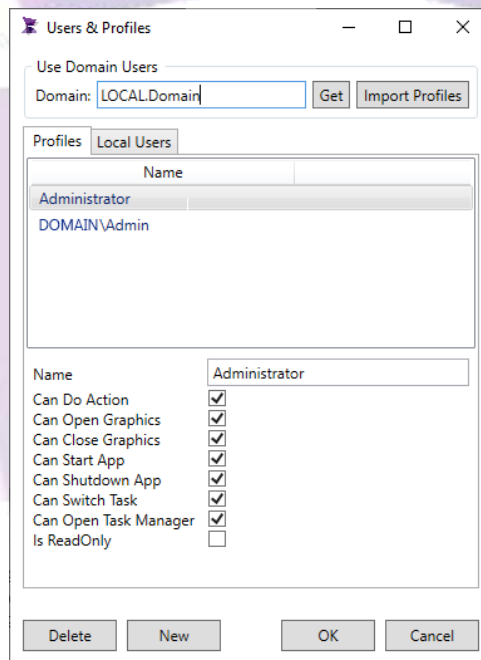 Users & Profiles
Use Domain Users
Domain: LOCAL.Domain Get Import Profiles
Profiles Local Users
Name
Administrator
DOMAIN\Admin
Name Administrator
Can Do Action
Can Open Graphics
Can Close Graphics
Can Start App
Can Shutdown App
Can Switch Task
Can Open Task Manager
Is ReadOnly
Delete New OK Cancel